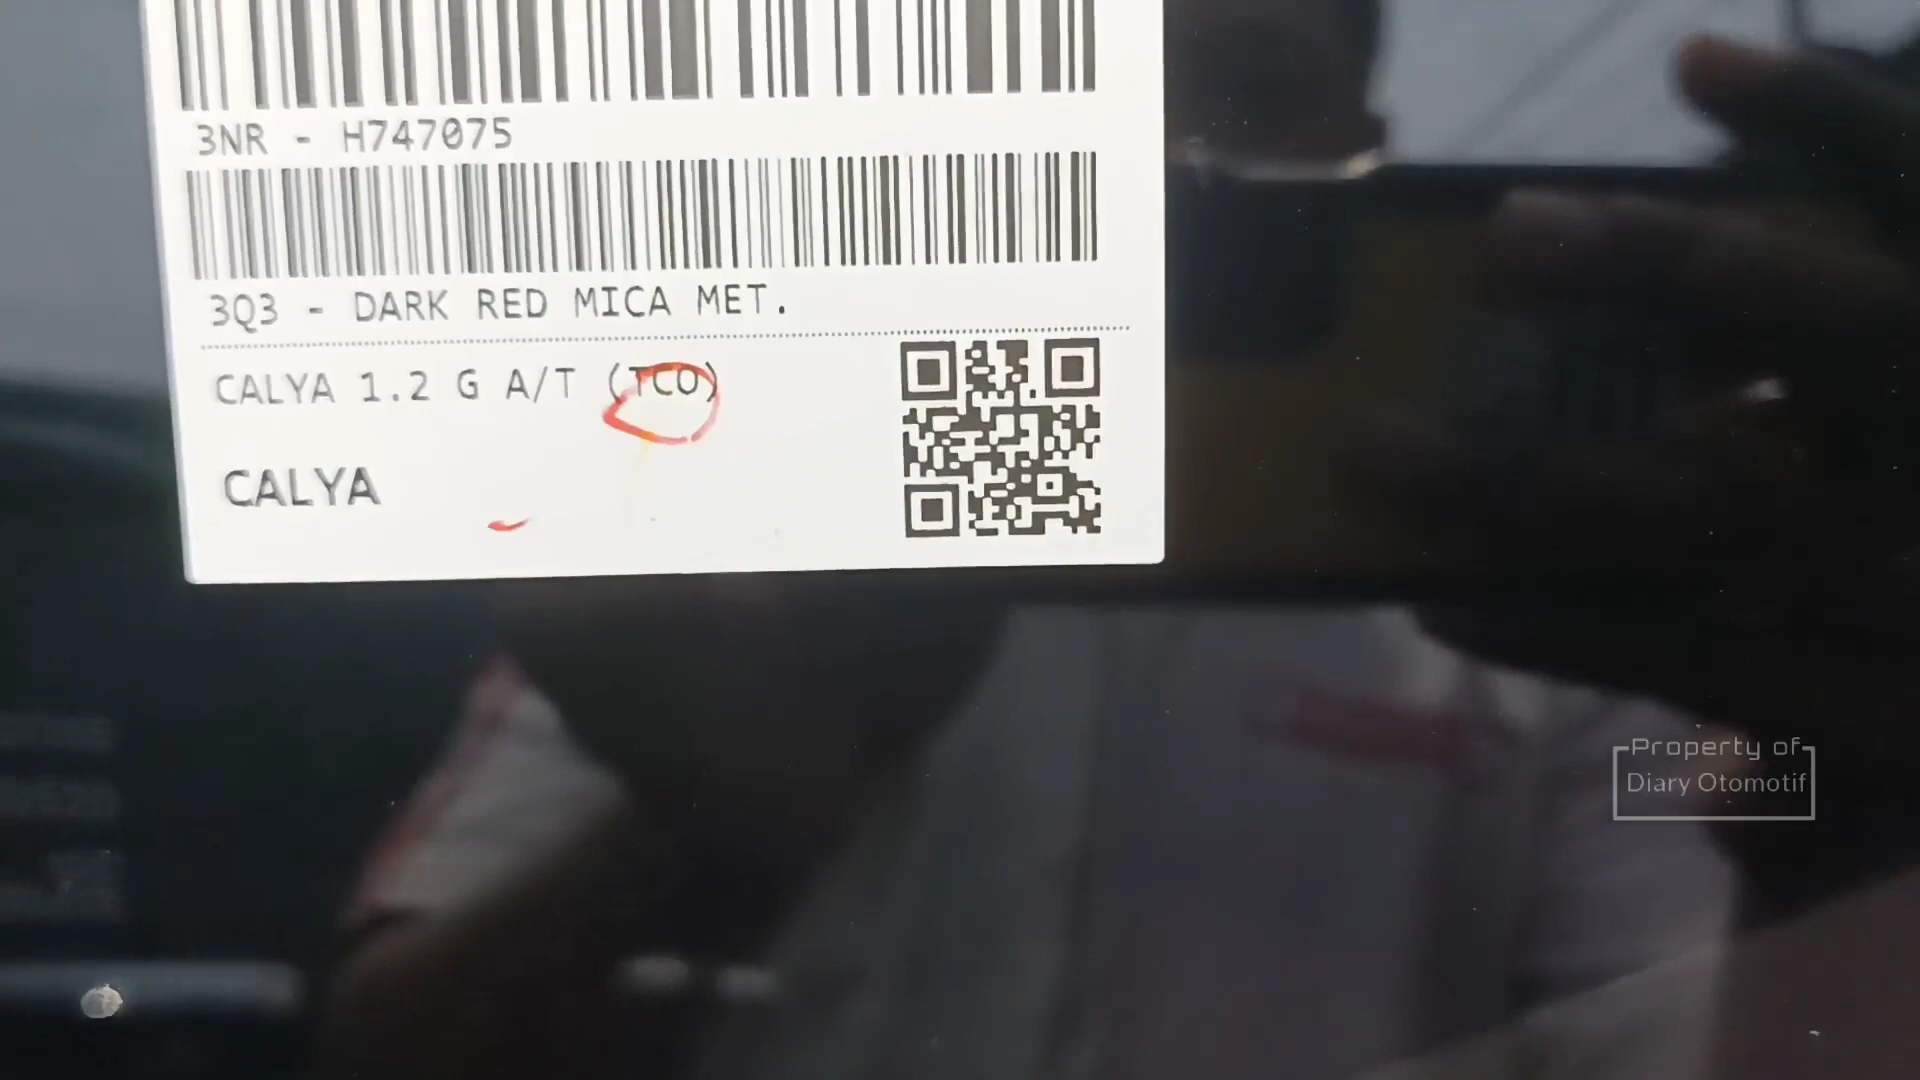 3NR - H747075
3Q3 - DARK RED MICA MET.
CALYA 1.2 G A/T (TCO)
CALYA
Property of
Diary Otomotif